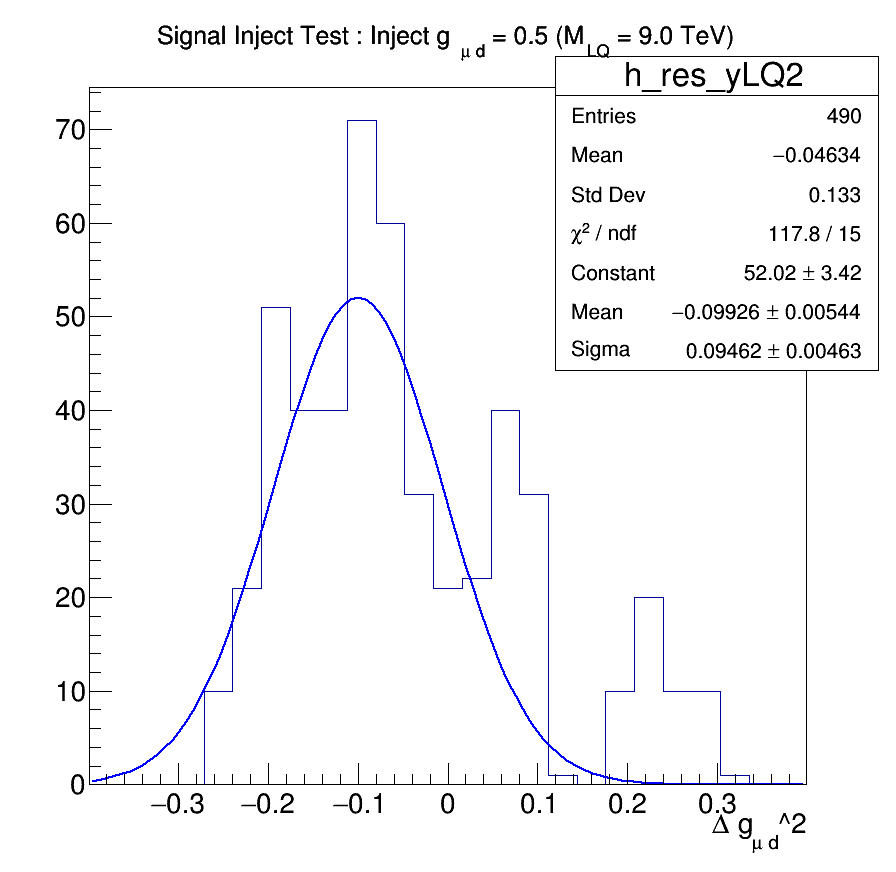 Signal Inject Test : Inject g μ d = 0.5 (M LQ = 9.0 TeV)
h_res_yLQ2
Entries 490
Mean −0.04634
Std Dev 0.133
χ² / ndf 117.8 / 15
Constant 52.02 ± 3.42
Mean −0.09926 ± 0.00544
Sigma 0.09462 ± 0.00463
70
60
50
40
30
20
10
0
−0.3 −0.2 −0.1 0 0.1 0.2 0.3
Δ g μ d ^2